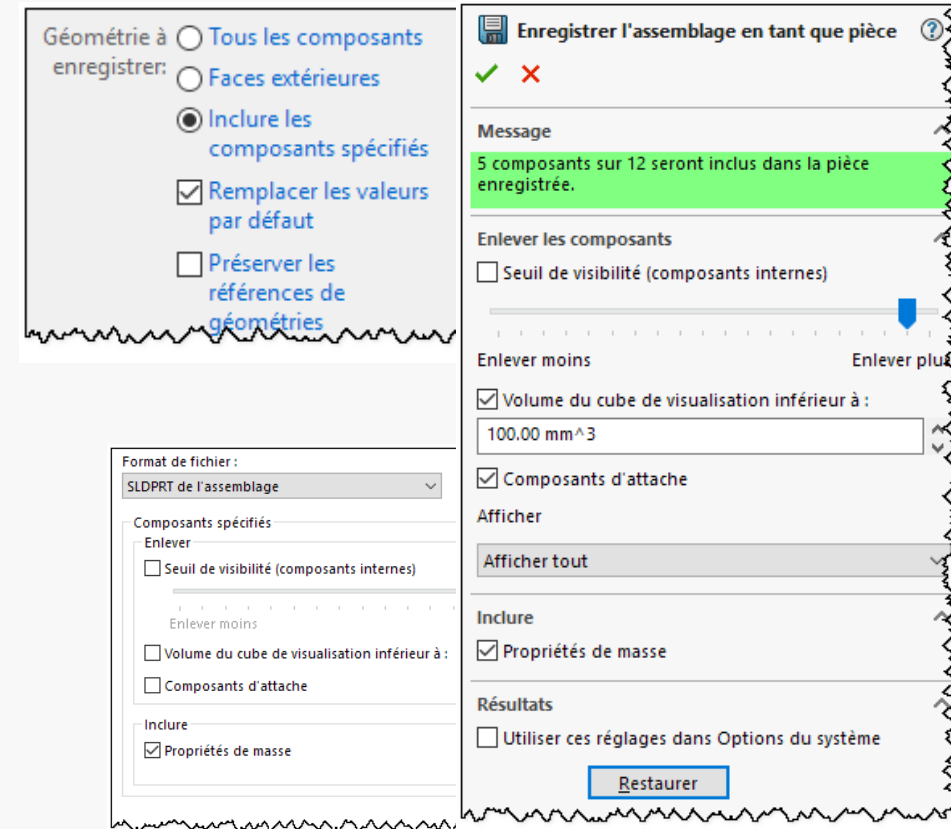 Géométrie à
enregistrer:
Tous les composants
Faces extérieures
Inclure les
composants spécifiés
Remplacer les valeurs
par défaut
Préserver les
références de
géométries
Format de fichier :
SLDPRT de l'assemblage
Composants spécifiés
Enlever
Seuil de visibilité (composants internes)
Enlever moins
Volume du cube de visualisation inférieur à :
Composants d'attache
Inclure
Propriétés de masse
Enregistrer l'assemblage en tant que pièce
Message
5 composants sur 12 seront inclus dans la pièce
enregistrée.
Enlever les composants
Seuil de visibilité (composants internes)
Enlever moins Enlever plus
Volume du cube de visualisation inférieur à :
100.00 mm^3
Composants d'attache
Afficher
Afficher tout
Inclure
Propriétés de masse
Résultats
Utiliser ces réglages dans Options du système
Restaurer